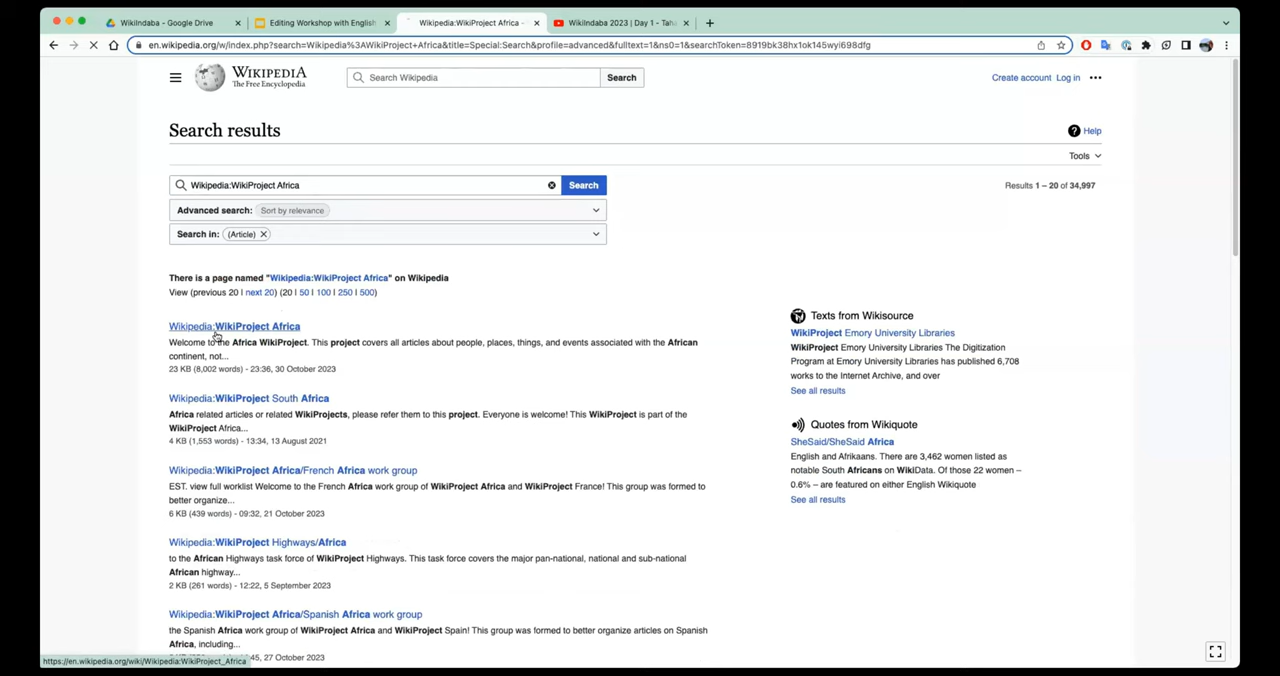 WikiIndaba - Google Drive
Editing Workshop with English
Wikipedia:WikiProject Africa -
WikiIndaba 2023 | Day 1 - Taha
en.wikipedia.org/w/index.php?search=Wikipedia%3AWikiProject+Africa&title=Special:Search&profile=advanced&fulltext=1&ns0=1&searchToken=8919bk38hx1ok145wyi698dfg
WIKIPEDIA
The Free Encyclopedia
Search Wikipedia
Search
Create account Log in
Search results
Help
Tools
Wikipedia:WikiProject Africa
Search
Results 1 – 20 of 34,997
Advanced search: Sort by relevance
Search in: (Article)
There is a page named "Wikipedia:WikiProject Africa" on Wikipedia
View (previous 20 | next 20) (20 | 50 | 100 | 250 | 500)
Wikipedia:WikiProject Africa
Welcome to the Africa WikiProject. This project covers all articles about people, places, things, and events associated with the African
continent, not...
23 KB (8,002 words) - 23:36, 30 October 2023
Wikipedia:WikiProject South Africa
Africa related articles or related WikiProjects, please refer them to this project. Everyone is welcome! This WikiProject is part of the
WikiProject Africa...
4 KB (1,553 words) - 13:34, 13 August 2021
Wikipedia:WikiProject Africa/French Africa work group
EST. view full worklist Welcome to the French Africa work group of WikiProject Africa and WikiProject France! This group was formed to
better organize...
6 KB (439 words) - 09:32, 21 October 2023
Wikipedia:WikiProject Highways/Africa
to the African Highways task force of WikiProject Highways. This task force covers the major pan-national, national and sub-national
African highway...
2 KB (261 words) - 12:22, 5 September 2023
Wikipedia:WikiProject Africa/Spanish Africa work group
the Spanish Africa work group of WikiProject Africa and WikiProject Spain! This group was formed to better organize articles on Spanish
Africa, including...
45, 27 October 2023
Texts from Wikisource
WikiProject Emory University Libraries
WikiProject Emory University Libraries The Digitization
Program at Emory University Libraries has published 6,708
works to the Internet Archive, and over
See all results
Quotes from Wikiquote
SheSaid/SheSaid Africa
English and Afrikaans. There are 3,462 women listed as
notable South Africans on WikiData. Of those 22 women –
0.6% – are featured on either English Wikiquote
See all results
https://en.wikipedia.org/wiki/Wikipedia:WikiProject_Africa